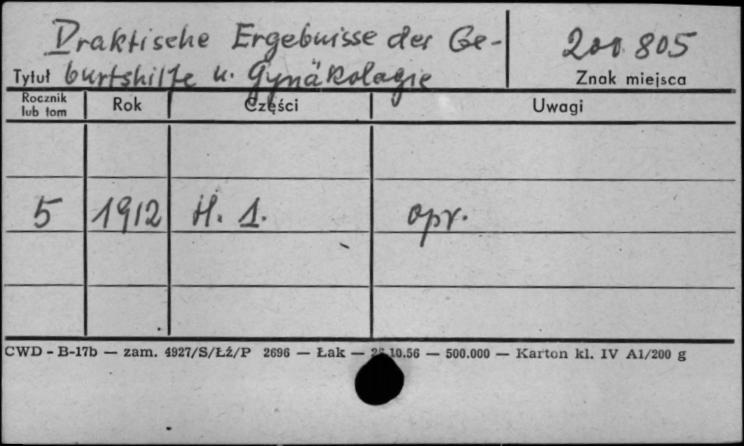 Praktische Ergebnisse der Ge-
200.805
Tytuł burtshilfe u. Gynäkologie
Znak miejsca
Rocznik lub tom Rok Części Uwagi
5 1912 H. 1. opr.
CWD - B-17b — zam. 4927/S/Łź/P 2696 — Łak — 10.56 — 500.000 — Karton kl. IV A1/200 g